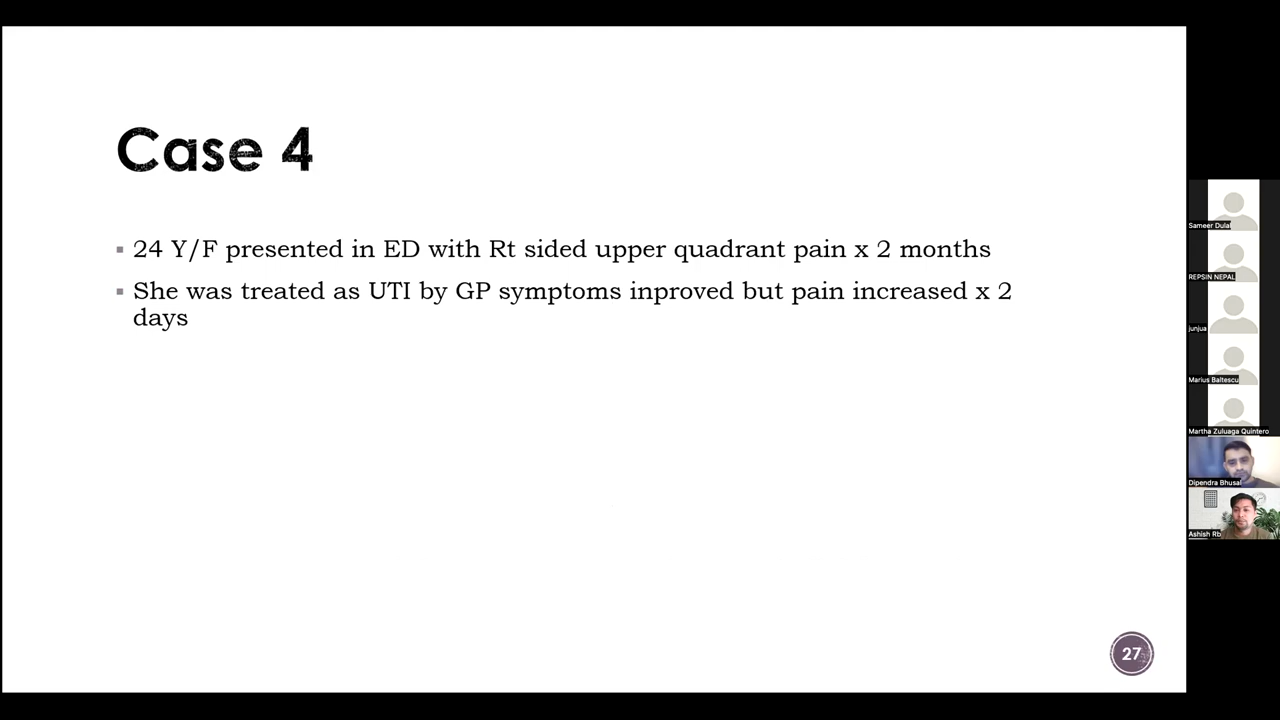 Case 4
▪ 24 Y/F presented in ED with Rt sided upper quadrant pain x 2 months
▪ She was treated as UTI by GP symptoms inproved but pain increased x 2
days
27
Sameer Dulal
REPSIN NEPAL
junjua
Marius Baltescu
Martha Zuluaga Quintero
Dipendra Bhusal
Ashish Rb